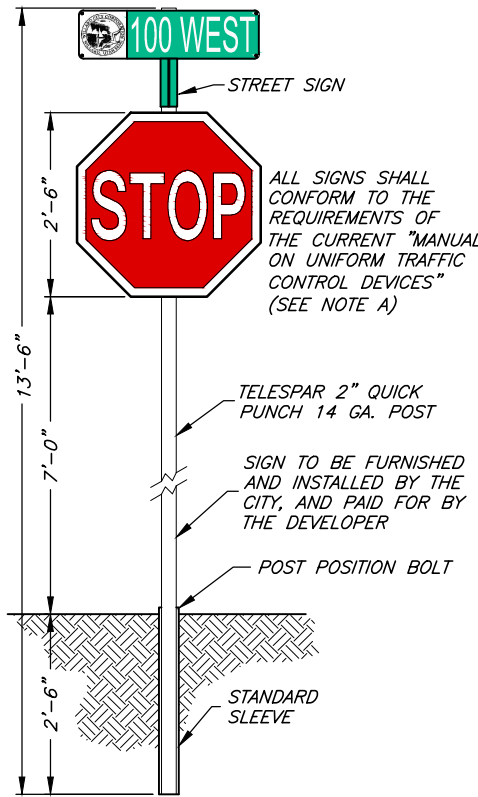 100 WEST
STREET SIGN
STOP
ALL SIGNS SHALL
CONFORM TO THE
REQUIREMENTS OF
THE CURRENT "MANUAL
ON UNIFORM TRAFFIC
CONTROL DEVICES"
(SEE NOTE A)
2'-6"
13'-6"
7'-0"
TELESPAR 2" QUICK
PUNCH 14 GA. POST
SIGN TO BE FURNISHED
AND INSTALLED BY THE
CITY, AND PAID FOR BY
THE DEVELOPER
POST POSITION BOLT
2'-6"
STANDARD
SLEEVE